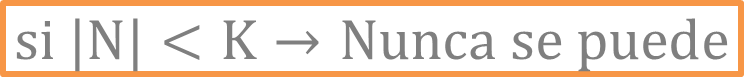 si |N| < K → Nunca se puede